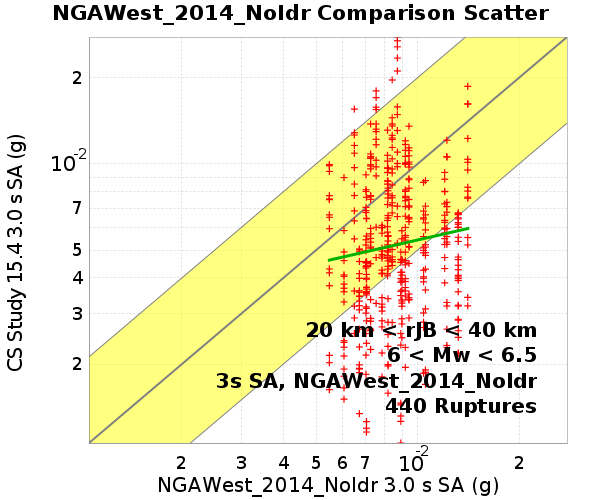 NGAWest_2014_NoIdr Comparison Scatter
CS Study 15.4 3.0 s SA (g)
2
10-2
7
5
4
3
2
20 km < rJB < 40 km
6 < Mw < 6.5
3s SA, NGAWest_2014_NoIdr
440 Ruptures
2 3 4 5 6 7 10-2 2
NGAWest_2014_NoIdr 3.0 s SA (g)